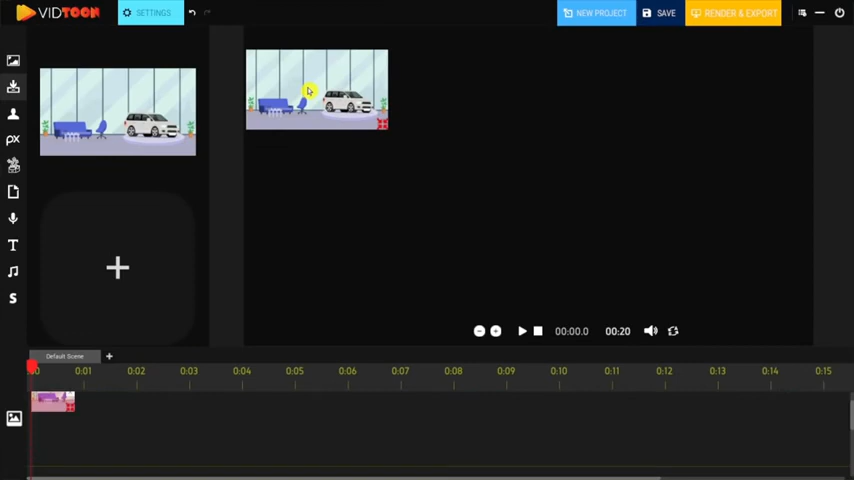 VIDTOON SETTINGS NEW PROJECT SAVE RENDER & EXPORT
px
T
S
00:00.0 00:20
Default Scene +
:00 0:01 0:02 0:03 0:04 0:05 0:06 0:07 0:08 0:09 0:10 0:11 0:12 0:13 0:14 0:15